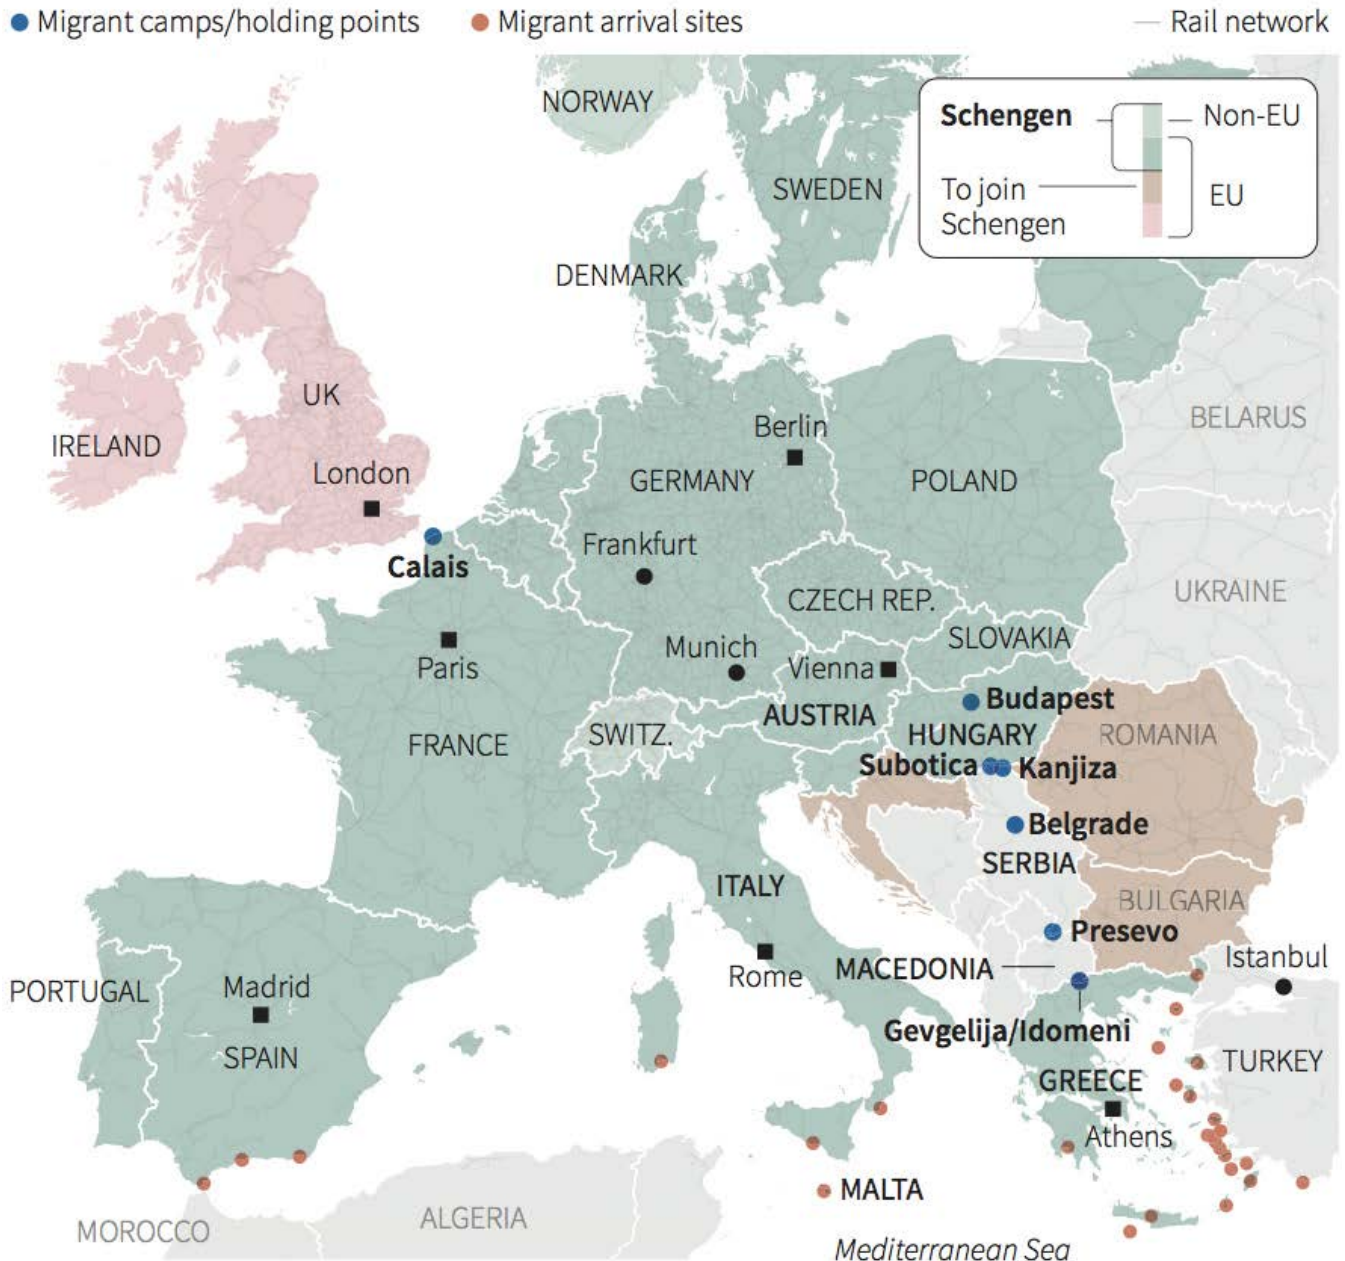 Migrant camps/holding points
Migrant arrival sites
Rail network
NORWAY
Schengen
Non-EU
To join
Schengen
EU
SWEDEN
DENMARK
UK
IRELAND
London
Berlin
GERMANY
POLAND
BELARUS
Calais
Frankfurt
CZECH REP.
UKRAINE
Paris
Munich
Vienna
SLOVAKIA
FRANCE
SWITZ.
AUSTRIA
Budapest
HUNGARY
ROMANIA
Subotica
Kanjiza
Belgrade
SERBIA
ITALY
BULGARIA
Presevo
Rome
MACEDONIA
Istanbul
PORTUGAL
Madrid
SPAIN
Gevgelija/Idomeni
TURKEY
GREECE
Athens
MALTA
MOROCCO
ALGERIA
Mediterranean Sea